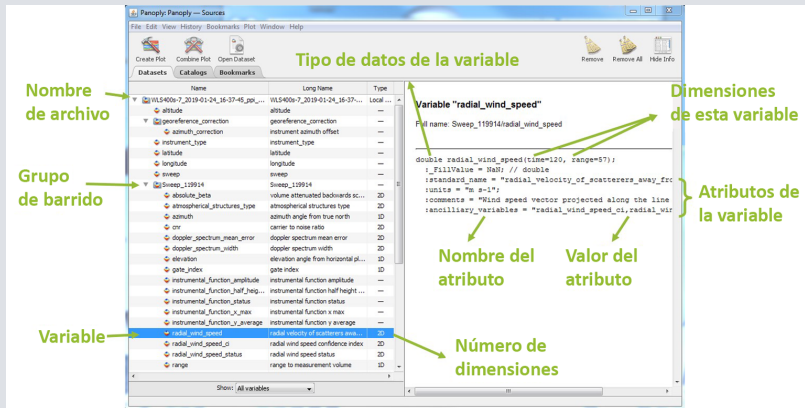 Panoply: Panoply — Sources
File Edit View History Bookmarks Plot Window Help
Create Plot Combine Plot Open Dataset
Remove Remove All Hide Info
Tipo de datos de la variable
Datasets Catalogs Bookmarks
Name Long Name Type
WLS400s-7_2019-01-24_16-37-45_ppi_... WLS400s-7_2019-01-24_16-37-... Local ...
altitude altitude —
georeference_correction georeference_correction —
azimuth_correction instrument azimuth offset —
instrument_type instrument_type —
latitude latitude —
longitude longitude —
sweep sweep —
Sweep_119914 Sweep_119914 —
absolute_beta volume attenuated backwards sc... 2D
atmospherical_structures_type atmospherical structures type 2D
azimuth azimuth angle from true north 1D
cnr carrier to noise ratio 2D
doppler_spectrum_mean_error doppler spectrum mean error 2D
doppler_spectrum_width doppler spectrum width 2D
elevation elevation angle from horizontal pl... 1D
gate_index gate index 1D
instrumental_function_amplitude instrumental function amplitude —
instrumental_function_half_heig... instrumental function half height ... —
instrumental_function_status instrumental function status —
instrumental_function_x_max instrumental function x max —
instrumental_function_y_average instrumental function y average —
radial_wind_speed radial velocity of scatterers awa... 2D
radial_wind_speed_ci radial wind speed confidence index 2D
radial_wind_speed_status radial wind speed status 2D
range range to measurement volume 1D
Show: All variables
Variable "radial_wind_speed"
Full name: Sweep_119914/radial_wind_speed
double radial_wind_speed(time=120, range=57);
:_FillValue = NaN; // double
:standard_name = "radial_velocity_of_scatterers_away_fro
:units = "m s-1";
:comments = "Wind speed vector projected along the line
:ancilliary_variables = "radial_wind_speed_ci,radial_win
Nombre
de archivo
Grupo
de barrido
Variable
Dimensiones
de esta variable
Atributos de
la variable
Nombre del
atributo
Valor del
atributo
Número de
dimensiones